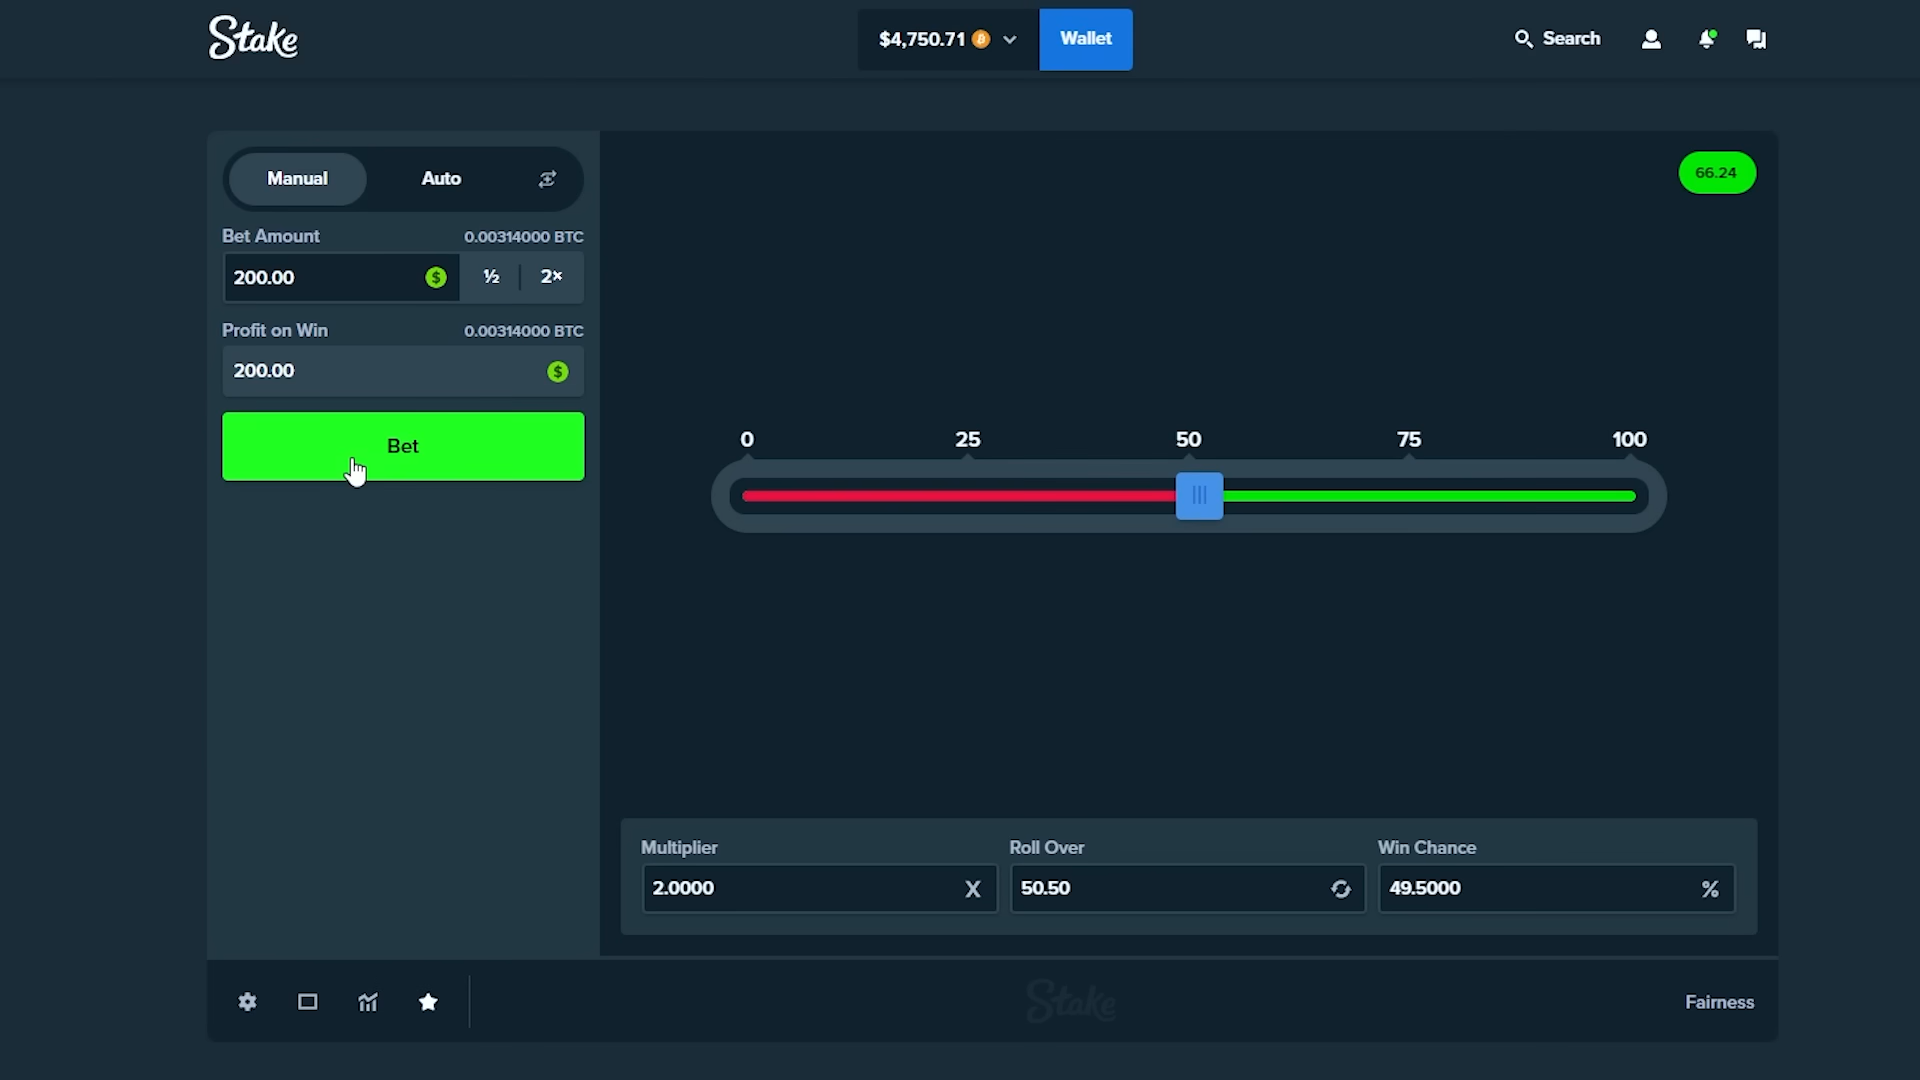 Stake
$4,750.71
Wallet
Search
Manual
Auto
66.24
Bet Amount
0.00314000 BTC
200.00
$
½
2×
Profit on Win
0.00314000 BTC
200.00
$
Bet
0
25
50
75
100
Multiplier
Roll Over
Win Chance
2.0000
X
50.50
49.5000
%
Stake
Fairness